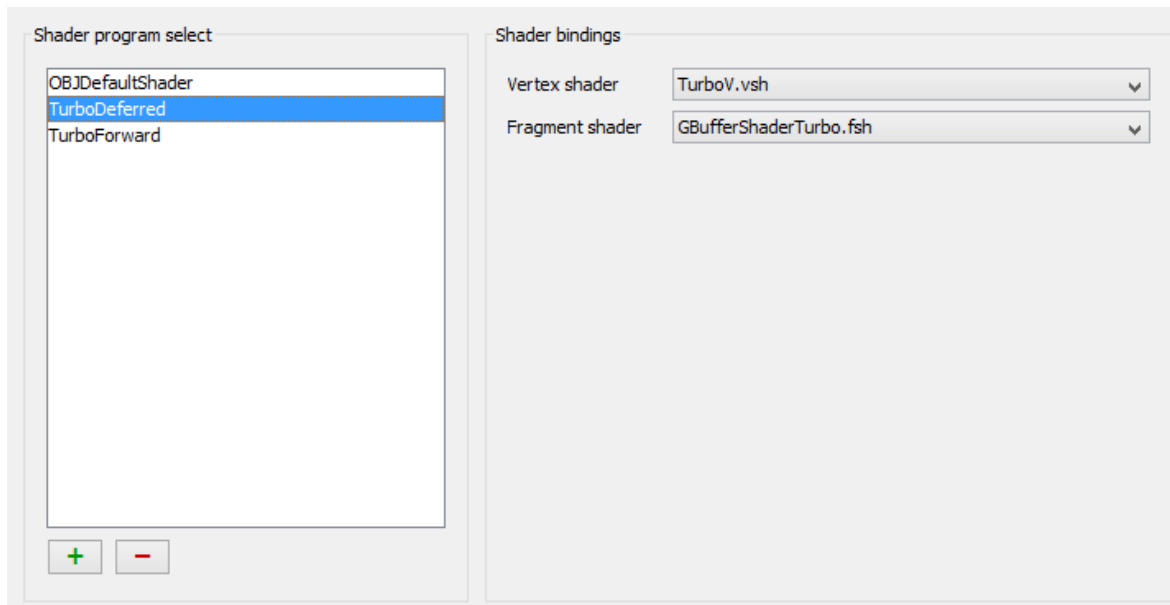 Shader program select
OBJDefaultShader
TurboDeferred
TurboForward
+
−
Shader bindings
Vertex shader TurboV.vsh
Fragment shader GBufferShaderTurbo.fsh